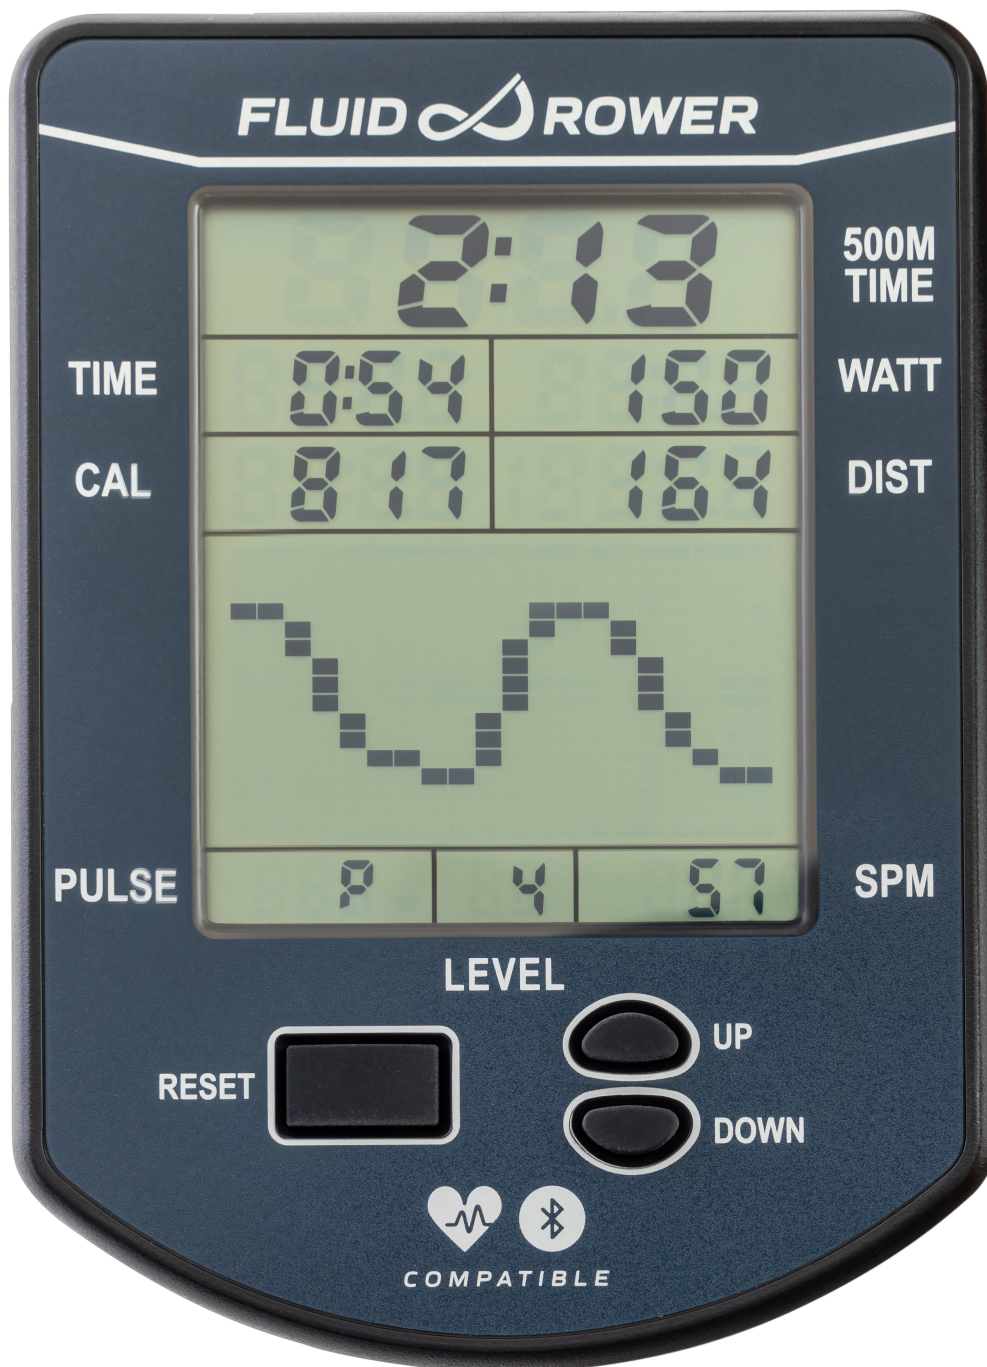 FLUID ROWER
2:13
500M
TIME
TIME
0:54
150
WATT
CAL
817
164
DIST
PULSE
P
4
57
SPM
LEVEL
UP
RESET
DOWN
COMPATIBLE